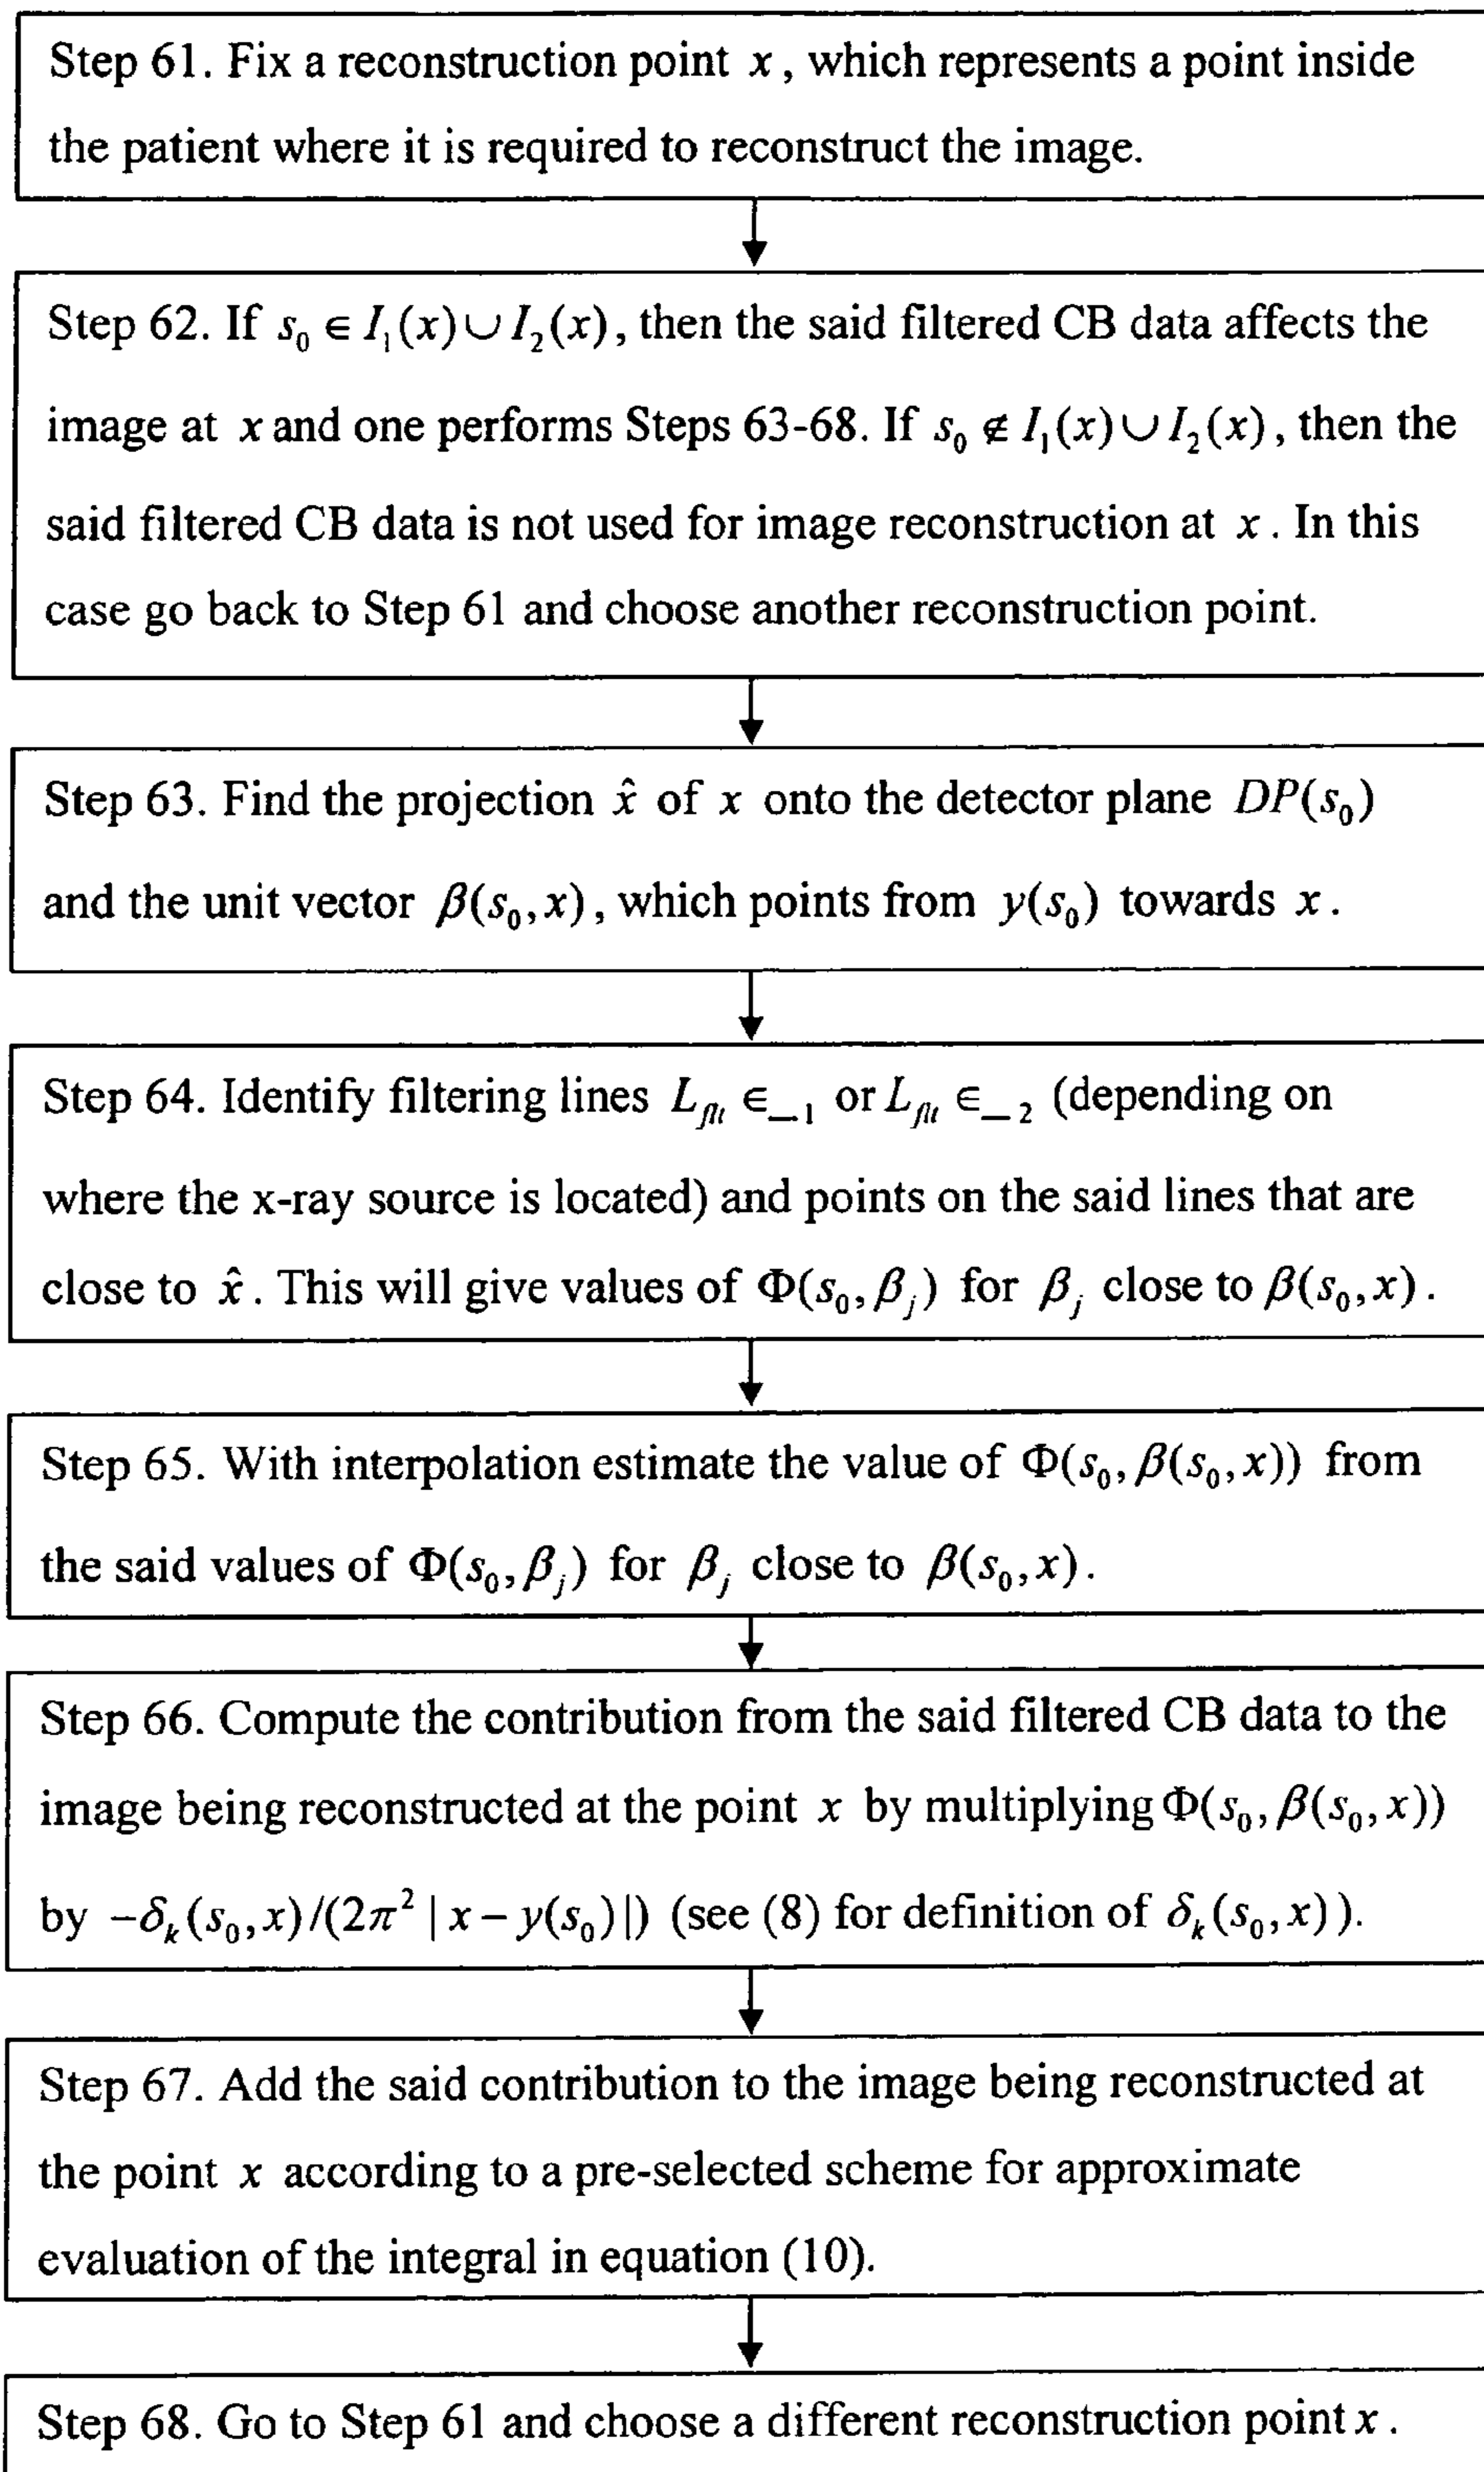 Step 61. Fix a reconstruction point x, which represents a point inside
the patient where it is required to reconstruct the image.
Step 62. If s₀ ∈ I₁(x)∪I₂(x), then the said filtered CB data affects the
image at x and one performs Steps 63-68. If s₀ ∉ I₁(x)∪I₂(x), then the
said filtered CB data is not used for image reconstruction at x. In this
case go back to Step 61 and choose another reconstruction point.
Step 63. Find the projection x̂ of x onto the detector plane DP(s₀)
and the unit vector β(s₀, x), which points from y(s₀) towards x.
Step 64. Identify filtering lines L_flt ∈_1 or L_flt ∈_2 (depending on
where the x-ray source is located) and points on the said lines that are
close to x̂. This will give values of Φ(s₀, βⱼ) for βⱼ close to β(s₀, x).
Step 65. With interpolation estimate the value of Φ(s₀, β(s₀, x)) from
the said values of Φ(s₀, βⱼ) for βⱼ close to β(s₀, x).
Step 66. Compute the contribution from the said filtered CB data to the
image being reconstructed at the point x by multiplying Φ(s₀, β(s₀, x))
by −δₖ(s₀, x)/(2π² | x − y(s₀)|) (see (8) for definition of δₖ(s₀, x)).
Step 67. Add the said contribution to the image being reconstructed at
the point x according to a pre-selected scheme for approximate
evaluation of the integral in equation (10).
Step 68. Go to Step 61 and choose a different reconstruction point x.